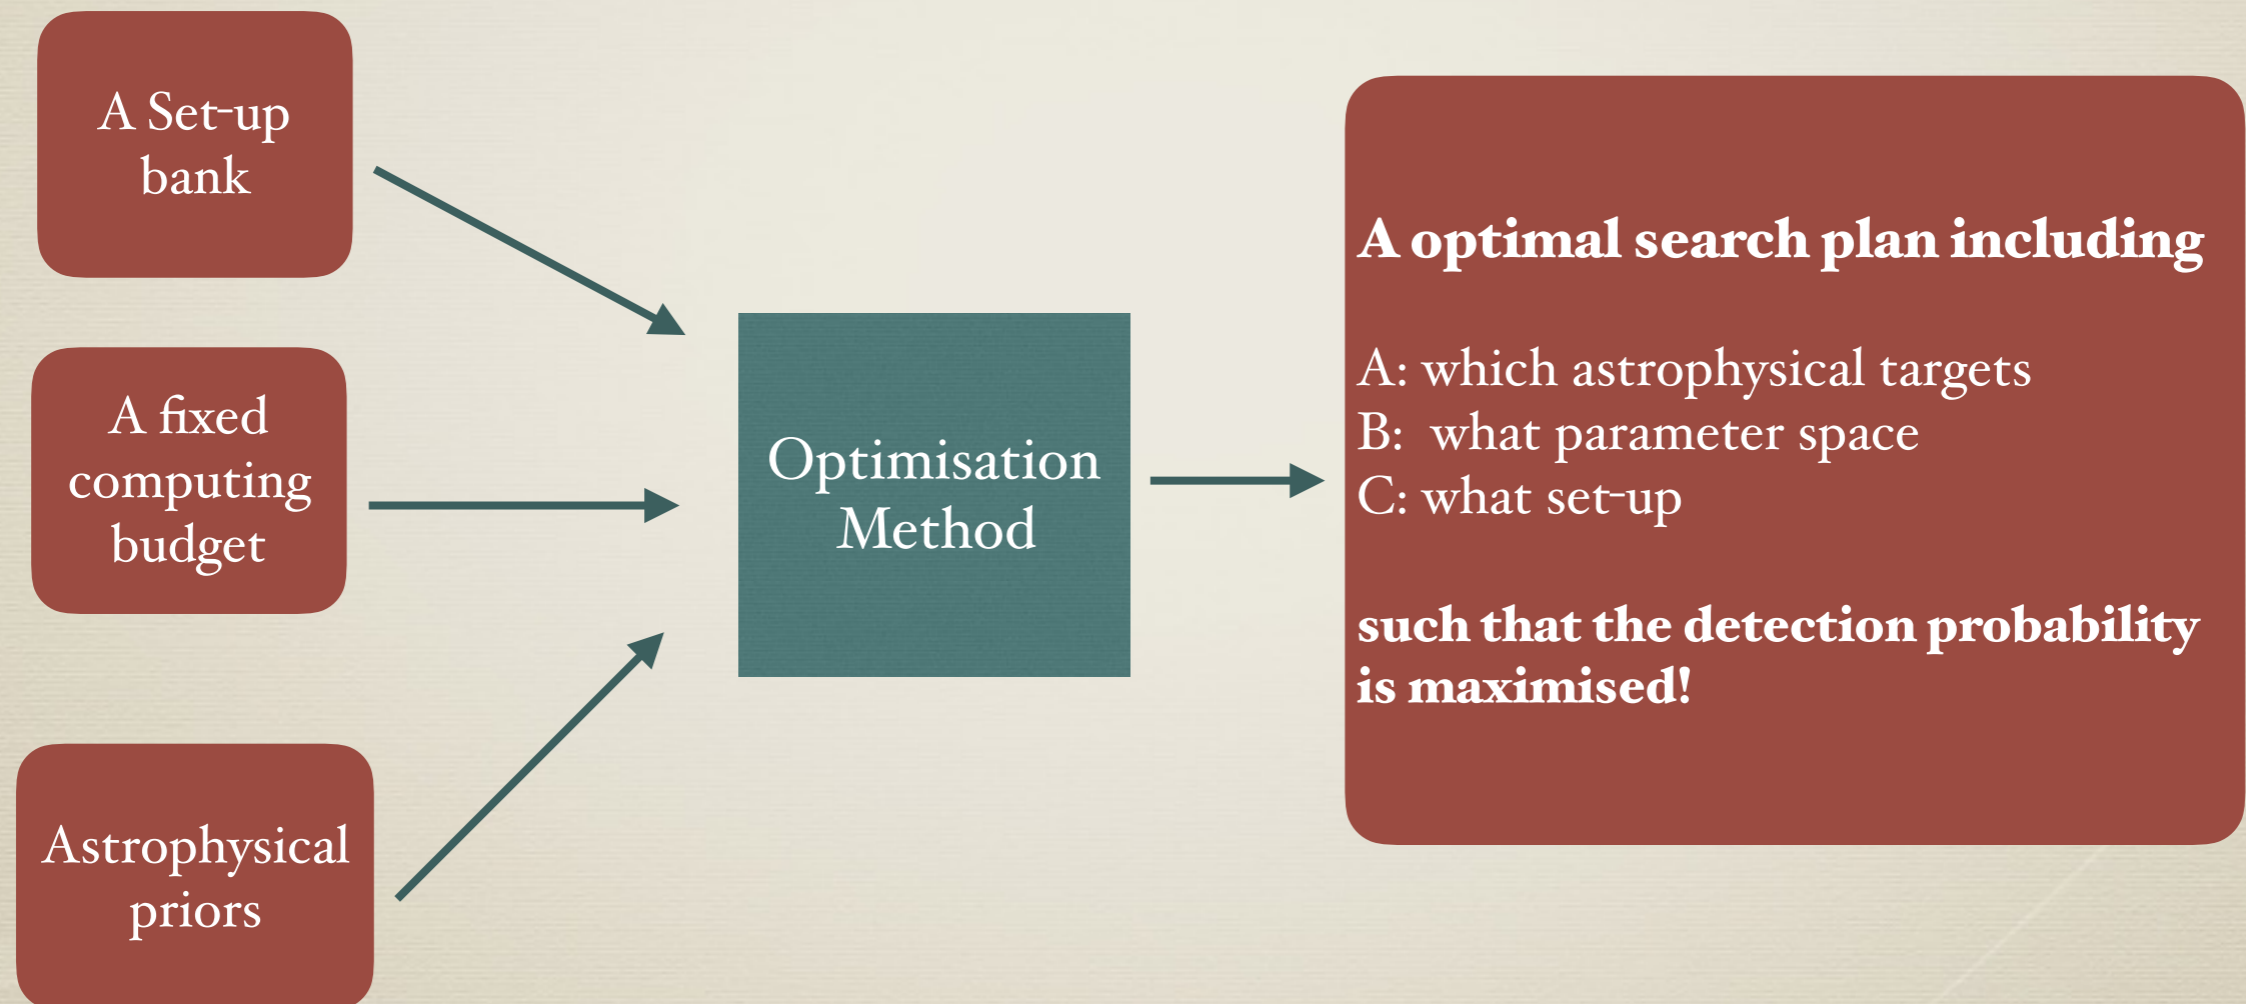 A Set-up
bank
A fixed
computing
budget
Astrophysical
priors
Optimisation
Method
A optimal search plan including
A: which astrophysical targets
B: what parameter space
C: what set-up
such that the detection probability
is maximised!